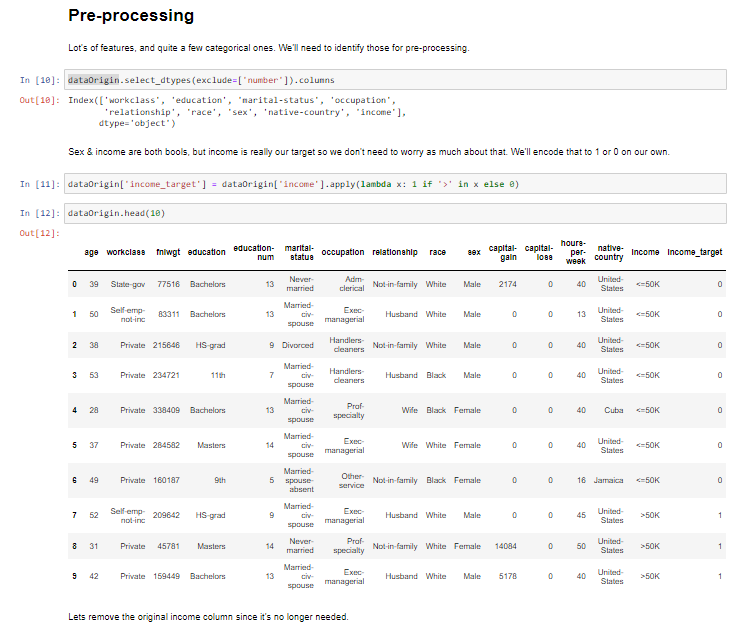 Pre-processing
Lot's of features, and quite a few categorical ones. We'll need to identify those for pre-processing.
In [10]: dataOrigin.select_dtypes(exclude=['number']).columns
Out[10]: Index(['workclass', 'education', 'marital-status', 'occupation',
'relationship', 'race', 'sex', 'native-country', 'income'],
dtype='object')
Sex & income are both bools, but income is really our target so we don't need to worry as much about that. We'll encode that to 1 or 0 on our own.
In [11]: dataOrigin['income_target'] = dataOrigin['income'].apply(lambda x: 1 if '>' in x else 0)
In [12]: dataOrigin.head(10)
Out[12]:
age workclass fnlwgt education education-num marital-status occupation relationship race sex capital-gain capital-loss hours-per-week native-country income income_target
0 39 State-gov 77516 Bachelors 13 Never-married Adm-clerical Not-in-family White Male 2174 0 40 United-States <=50K 0
1 50 Self-emp-not-inc 83311 Bachelors 13 Married-civ-spouse Exec-managerial Husband White Male 0 0 13 United-States <=50K 0
2 38 Private 215646 HS-grad 9 Divorced Handlers-cleaners Not-in-family White Male 0 0 40 United-States <=50K 0
3 53 Private 234721 11th 7 Married-civ-spouse Handlers-cleaners Husband Black Male 0 0 40 United-States <=50K 0
4 28 Private 338409 Bachelors 13 Married-civ-spouse Prof-specialty Wife Black Female 0 0 40 Cuba <=50K 0
5 37 Private 284582 Masters 14 Married-civ-spouse Exec-managerial Wife White Female 0 0 40 United-States <=50K 0
6 49 Private 160187 9th 5 Married-spouse-absent Other-service Not-in-family Black Female 0 0 16 Jamaica <=50K 0
7 52 Self-emp-not-inc 209642 HS-grad 9 Married-civ-spouse Exec-managerial Husband White Male 0 0 45 United-States >50K 1
8 31 Private 45781 Masters 14 Never-married Prof-specialty Not-in-family White Female 14084 0 50 United-States >50K 1
9 42 Private 159449 Bachelors 13 Married-civ-spouse Exec-managerial Husband White Male 5178 0 40 United-States >50K 1
Lets remove the original income column since it's no longer needed.